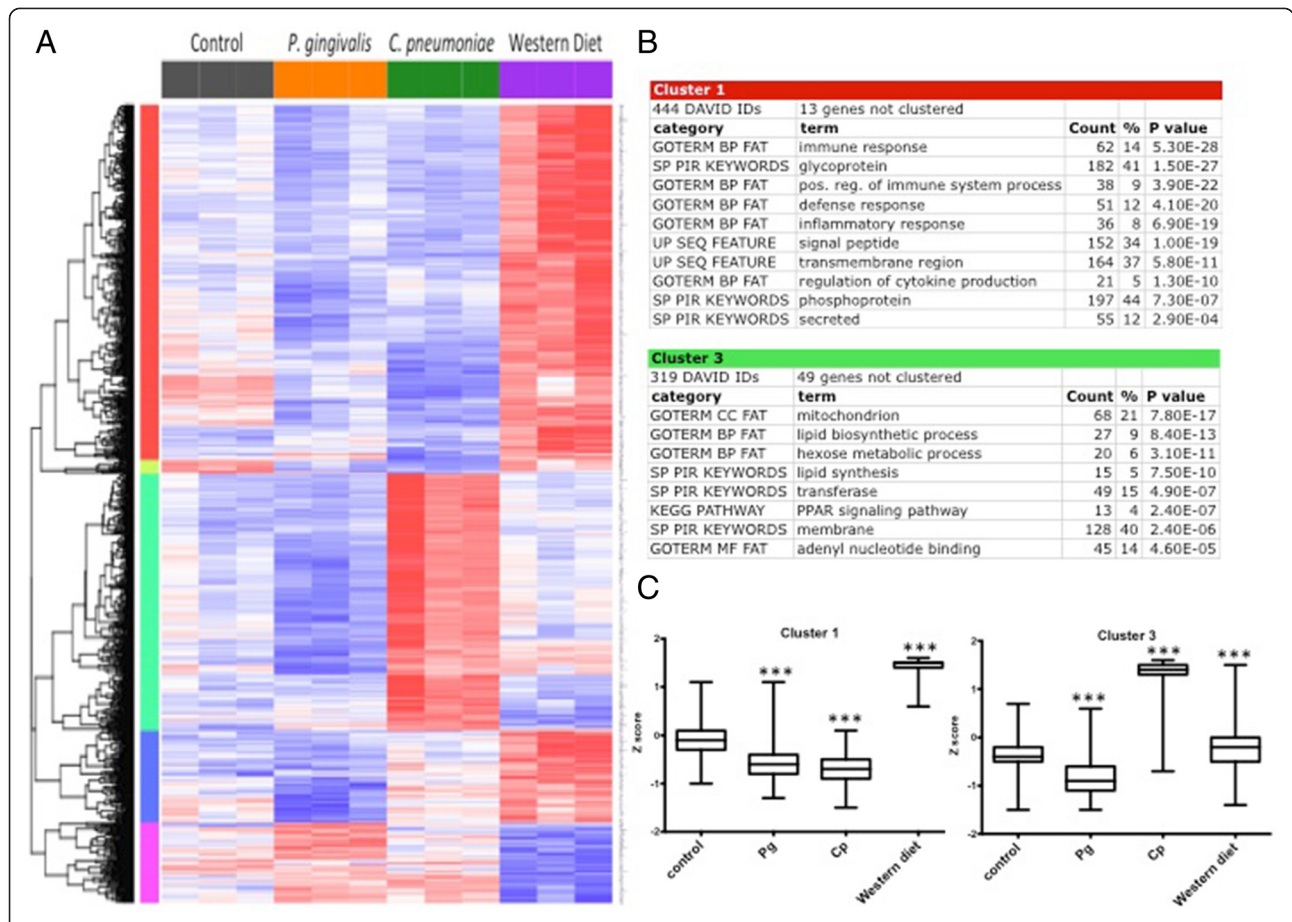 A
Control P. gingivalis C. pneumoniae Western Diet
B
Cluster 1
444 DAVID IDs 13 genes not clustered
category term Count % P value
GOTERM BP FAT immune response 62 14 5.30E-28
SP PIR KEYWORDS glycoprotein 182 41 1.50E-27
GOTERM BP FAT pos. reg. of immune system process 38 9 3.90E-22
GOTERM BP FAT defense response 51 12 4.10E-20
GOTERM BP FAT inflammatory response 36 8 6.90E-19
UP SEQ FEATURE signal peptide 152 34 1.00E-19
UP SEQ FEATURE transmembrane region 164 37 5.80E-11
GOTERM BP FAT regulation of cytokine production 21 5 1.30E-10
SP PIR KEYWORDS phosphoprotein 197 44 7.30E-07
SP PIR KEYWORDS secreted 55 12 2.90E-04
Cluster 3
319 DAVID IDs 49 genes not clustered
category term Count % P value
GOTERM CC FAT mitochondrion 68 21 7.80E-17
GOTERM BP FAT lipid biosynthetic process 27 9 8.40E-13
GOTERM BP FAT hexose metabolic process 20 6 3.10E-11
SP PIR KEYWORDS lipid synthesis 15 5 7.50E-10
SP PIR KEYWORDS transferase 49 15 4.90E-07
KEGG PATHWAY PPAR signaling pathway 13 4 2.40E-07
SP PIR KEYWORDS membrane 128 40 2.40E-06
GOTERM MF FAT adenyl nucleotide binding 45 14 4.60E-05
C
Cluster 1
Z score
2
1
0
-1
-2
***
***
***
control Pg Cp Western diet
Cluster 3
Z score
2
1
0
-1
-2
***
***
***
control Pg Cp Western diet